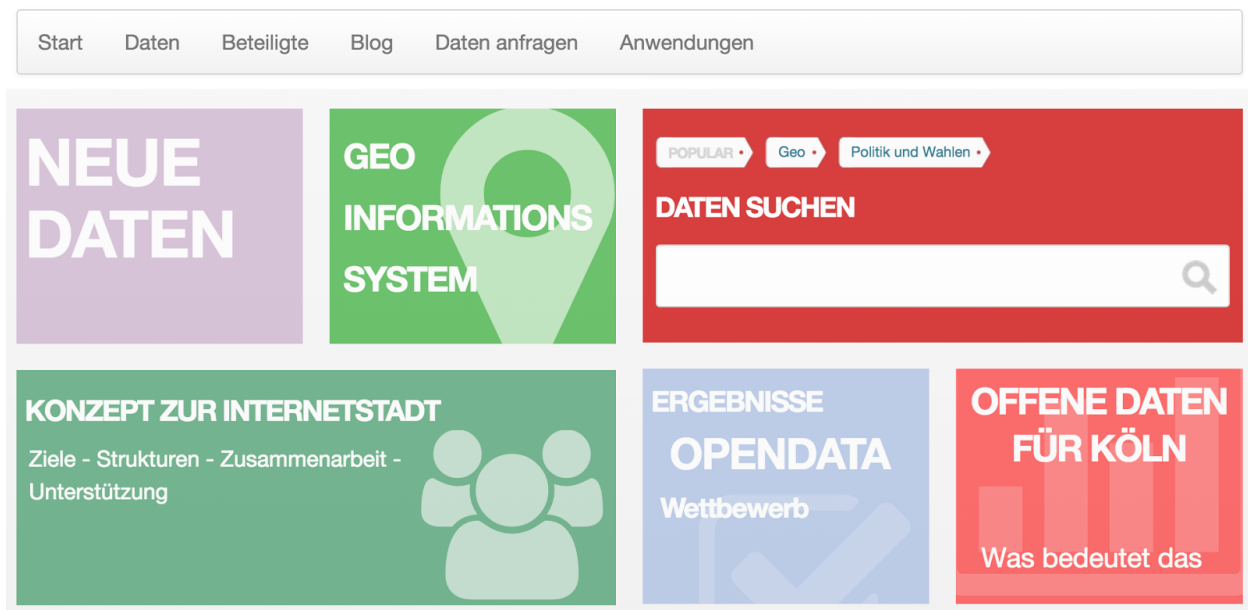 Start Daten Beteiligte Blog Daten anfragen Anwendungen
NEUE
DATEN
GEO
INFORMATIONS
SYSTEM
POPULAR Geo Politik und Wahlen
DATEN SUCHEN
KONZEPT ZUR INTERNETSTADT
Ziele - Strukturen - Zusammenarbeit -
Unterstützung
ERGEBNISSE
OPENDATA
Wettbewerb
OFFENE DATEN
FÜR KÖLN
Was bedeutet das